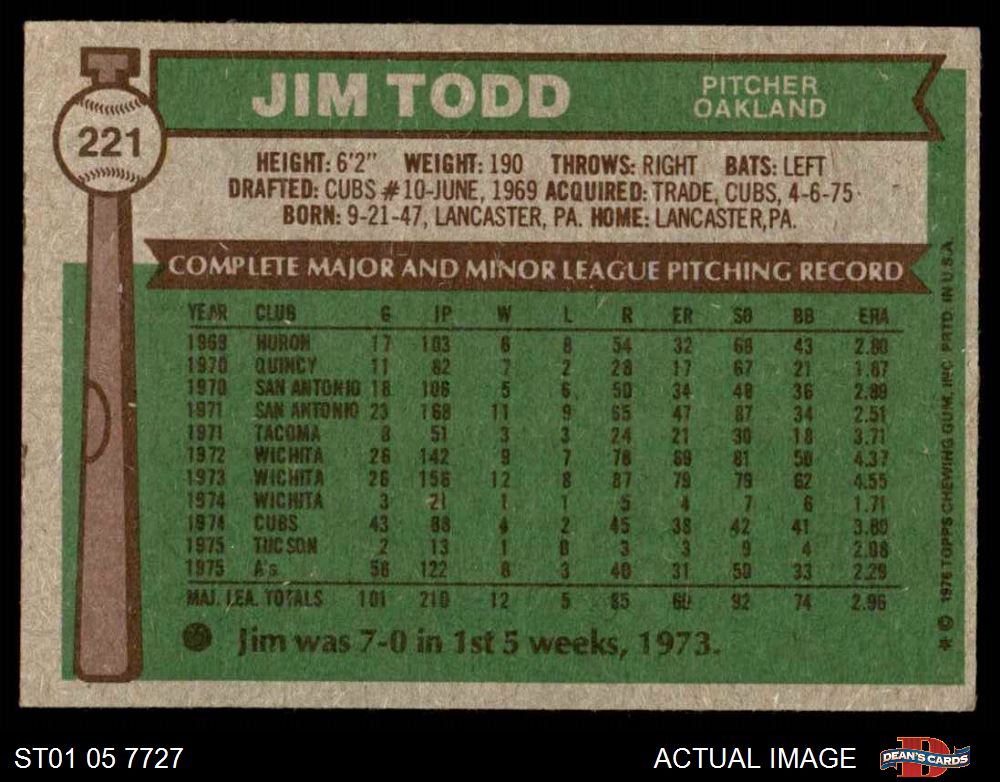 JIM TODD
PITCHER
OAKLAND
221
HEIGHT: 6'2" WEIGHT: 190 THROWS: RIGHT BATS: LEFT
DRAFTED: CUBS #10-JUNE, 1969 ACQUIRED: TRADE, CUBS, 4-6-75
BORN: 9-21-47, LANCASTER, PA. HOME: LANCASTER,PA.
COMPLETE MAJOR AND MINOR LEAGUE PITCHING RECORD
YEAR CLUB G IP W L R ER SO BB ERA
1969 HURON 17 103 6 8 54 32 68 43 2.80
1970 QUINCY 11 82 7 2 28 17 67 21 1.87
1970 SAN ANTONIO 18 106 5 6 50 34 48 36 2.89
1971 SAN ANTONIO 23 168 11 9 65 47 87 34 2.51
1971 TACOMA 8 51 3 3 24 21 30 18 3.71
1972 WICHITA 26 142 9 7 78 69 81 50 4.37
1973 WICHITA 26 156 12 8 87 79 79 62 4.55
1974 WICHITA 3 21 1 1 5 4 7 6 1.71
1974 CUBS 43 88 4 2 45 38 42 41 3.89
1975 TUCSON 2 13 1 0 3 3 9 4 2.08
1975 A's 58 122 8 3 40 31 50 33 2.29
MAJ. LEA. TOTALS 101 210 12 5 85 69 92 74 2.96
Jim was 7-0 in 1st 5 weeks, 1973.
* © 1976 TOPPS CHEWING GUM, INC. PRTD. IN U.S.A.
ST01 05 7727
ACTUAL IMAGE
DEAN'S CARDS